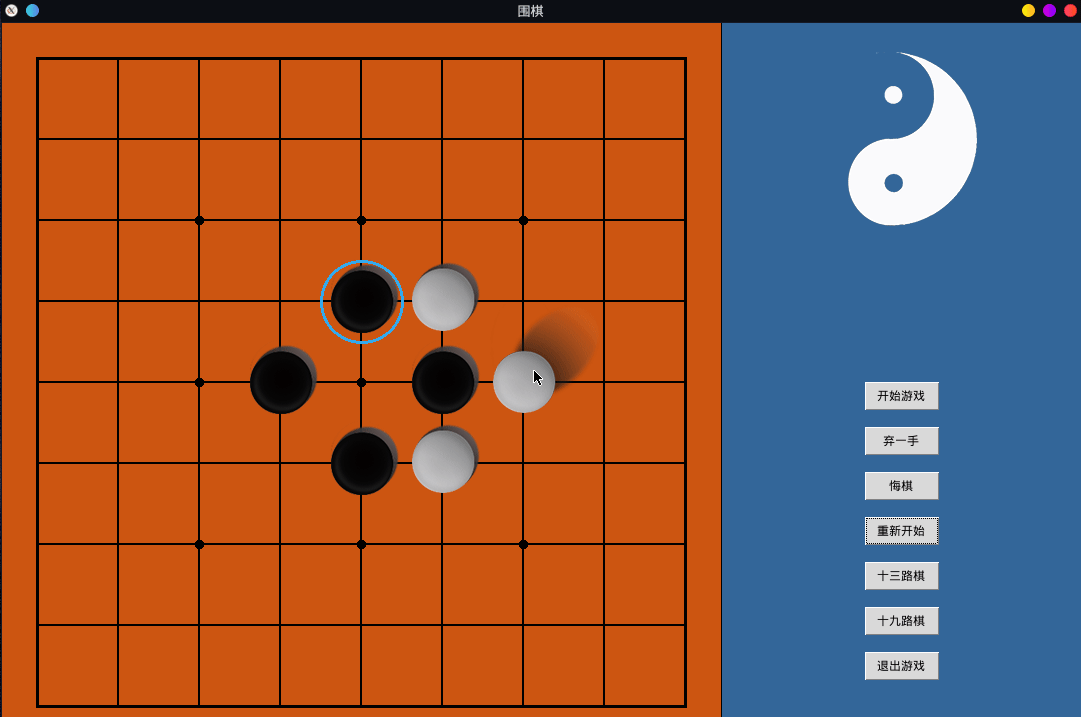 围棋
开始游戏
弃一手
悔棋
重新开始
十三路棋
十九路棋
退出游戏